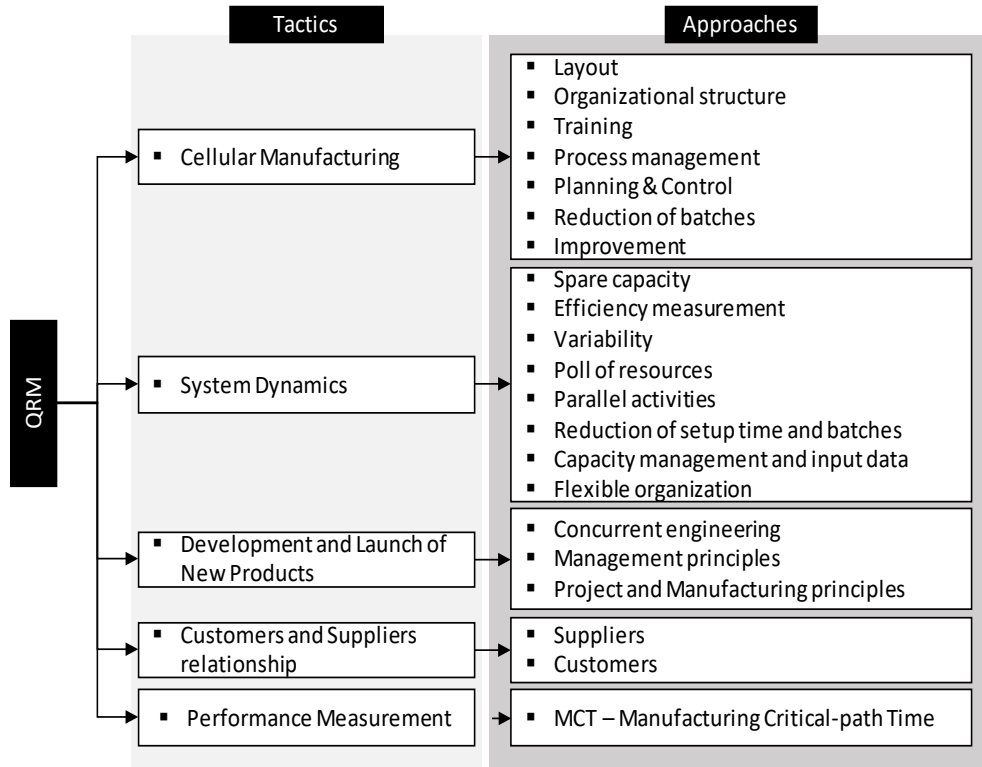 Tactics
Approaches
QRM
▪ Cellular Manufacturing
▪ Layout
▪ Organizational structure
▪ Training
▪ Process management
▪ Planning & Control
▪ Reduction of batches
▪ Improvement
▪ System Dynamics
▪ Spare capacity
▪ Efficiency measurement
▪ Variability
▪ Poll of resources
▪ Parallel activities
▪ Reduction of setup time and batches
▪ Capacity management and input data
▪ Flexible organization
▪ Development and Launch of
New Products
▪ Concurrent engineering
▪ Management principles
▪ Project and Manufacturing principles
▪ Customers and Suppliers
relationship
▪ Suppliers
▪ Customers
▪ Performance Measurement
▪ MCT – Manufacturing Critical-path Time